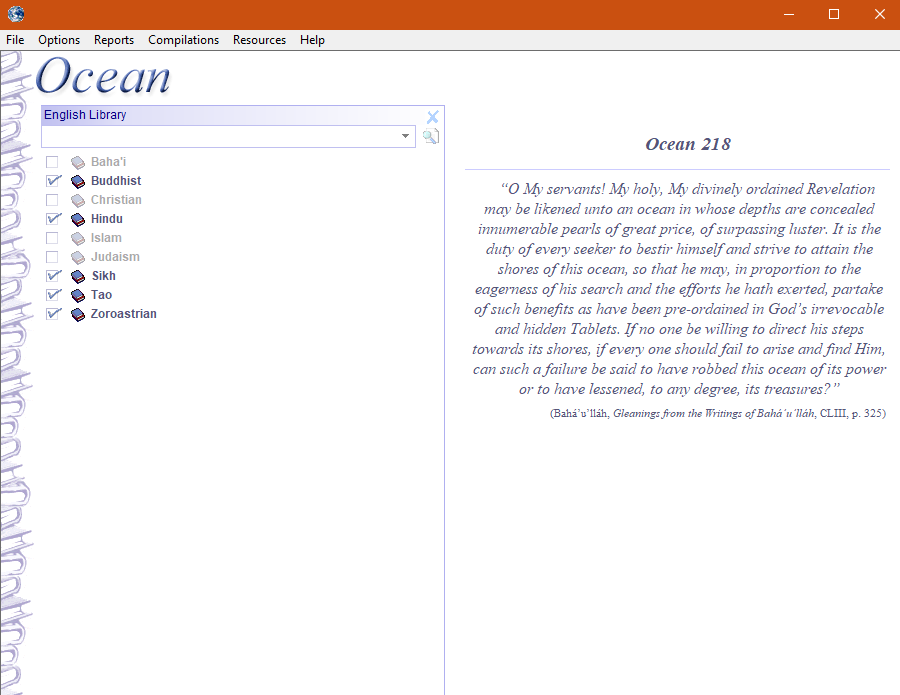 File Options Reports Compilations Resources Help
Ocean
English Library
Baha'i
Buddhist
Christian
Hindu
Islam
Judaism
Sikh
Tao
Zoroastrian
Ocean 218
“O My servants! My holy, My divinely ordained Revelation
may be likened unto an ocean in whose depths are concealed
innumerable pearls of great price, of surpassing luster. It is the
duty of every seeker to bestir himself and strive to attain the
shores of this ocean, so that he may, in proportion to the
eagerness of his search and the efforts he hath exerted, partake
of such benefits as have been pre-ordained in God’s irrevocable
and hidden Tablets. If no one be willing to direct his steps
towards its shores, if every one should fail to arise and find Him,
can such a failure be said to have robbed this ocean of its power
or to have lessened, to any degree, its treasures?”
(Bahá’u’lláh, Gleanings from the Writings of Bahá’u’lláh, CLIII, p. 325)